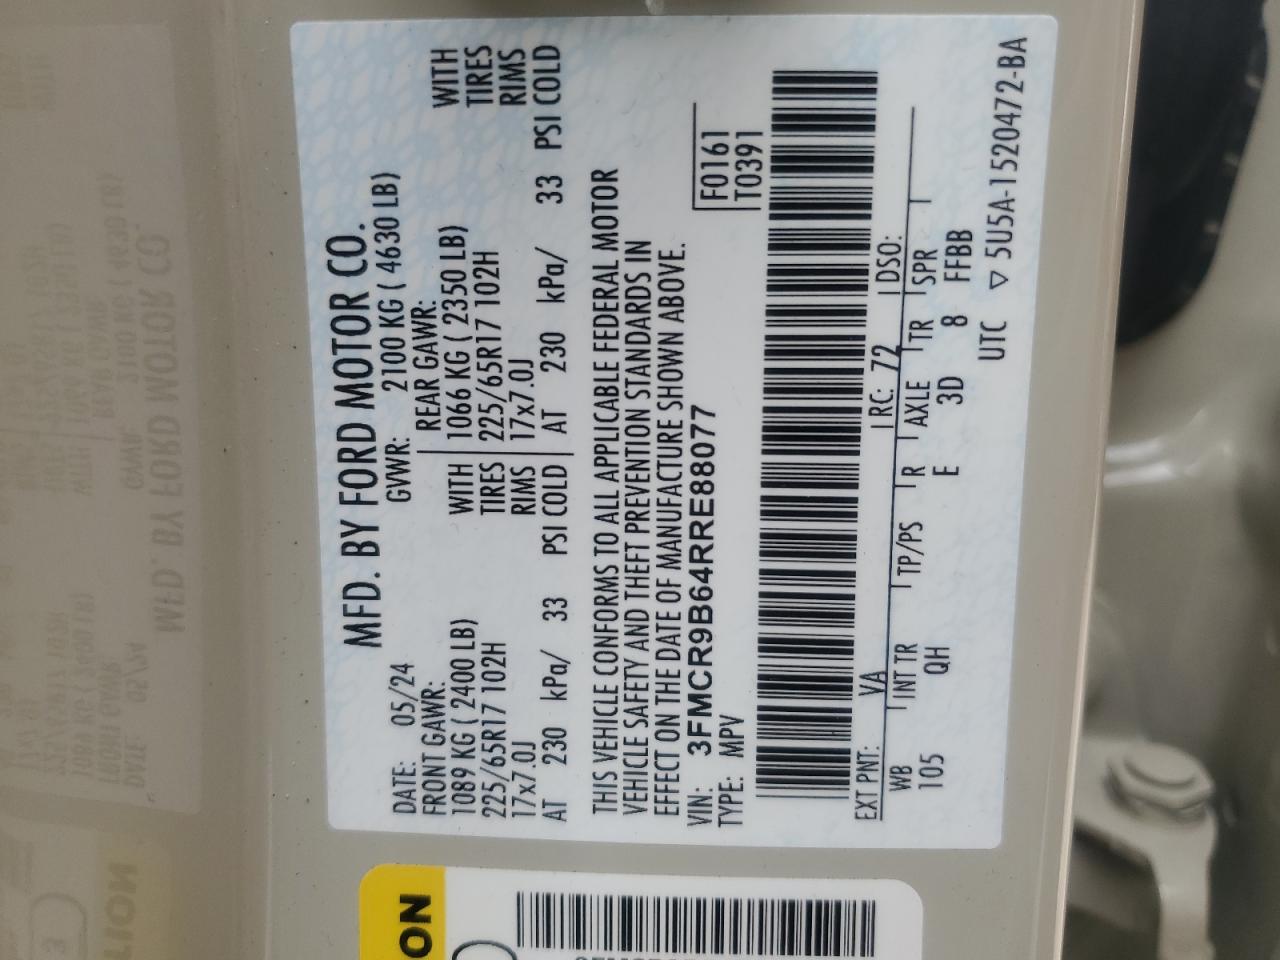 MFD. BY FORD MOTOR CO.
DATE: 05/24 GVWR: 2100 KG ( 4630 LB)
FRONT GAWR: REAR GAWR:
1089 KG ( 2400 LB) WITH 1066 KG ( 2350 LB) WITH
225/65R17 102H TIRES 225/65R17 102H TIRES
17x7.0J RIMS 17x7.0J RIMS
AT 230 kPa/ 33 PSI COLD AT 230 kPa/ 33 PSI COLD
THIS VEHICLE CONFORMS TO ALL APPLICABLE FEDERAL MOTOR
VEHICLE SAFETY AND THEFT PREVENTION STANDARDS IN
EFFECT ON THE DATE OF MANUFACTURE SHOWN ABOVE.
VIN: 3FMCR9B64RRE88077 F0161
TYPE: MPV T0391
EXT PNT: VA RC: 72 DSO:
WB INT TR TP/PS R AXLE TR SPR
105 QH E 3D 8 FFBB
UTC ▽ 5U5A-1520472-BA
ON